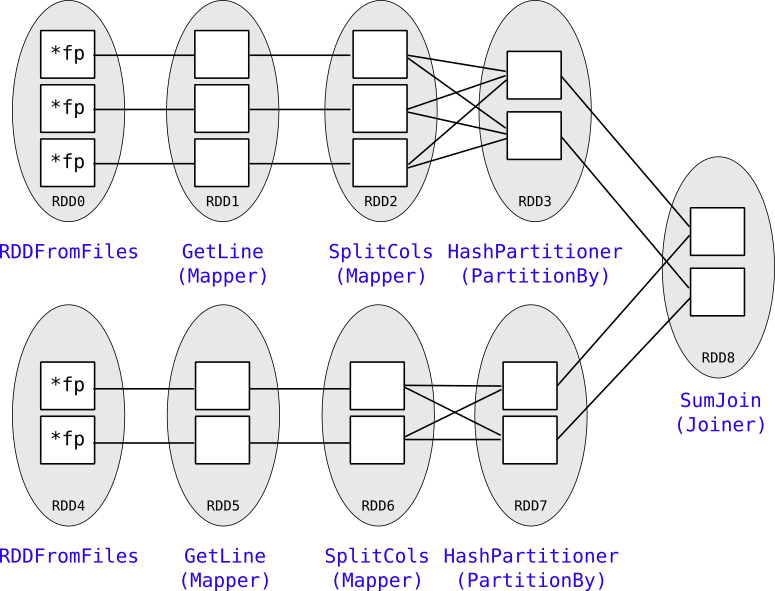 *fp
*fp
*fp
RDD0
RDD1
RDD2
RDD3
RDDFromFiles
GetLine
(Mapper)
SplitCols
(Mapper)
HashPartitioner
(PartitionBy)
*fp
*fp
RDD4
RDD5
RDD6
RDD7
RDD8
SumJoin
(Joiner)
RDDFromFiles
GetLine
(Mapper)
SplitCols
(Mapper)
HashPartitioner
(PartitionBy)